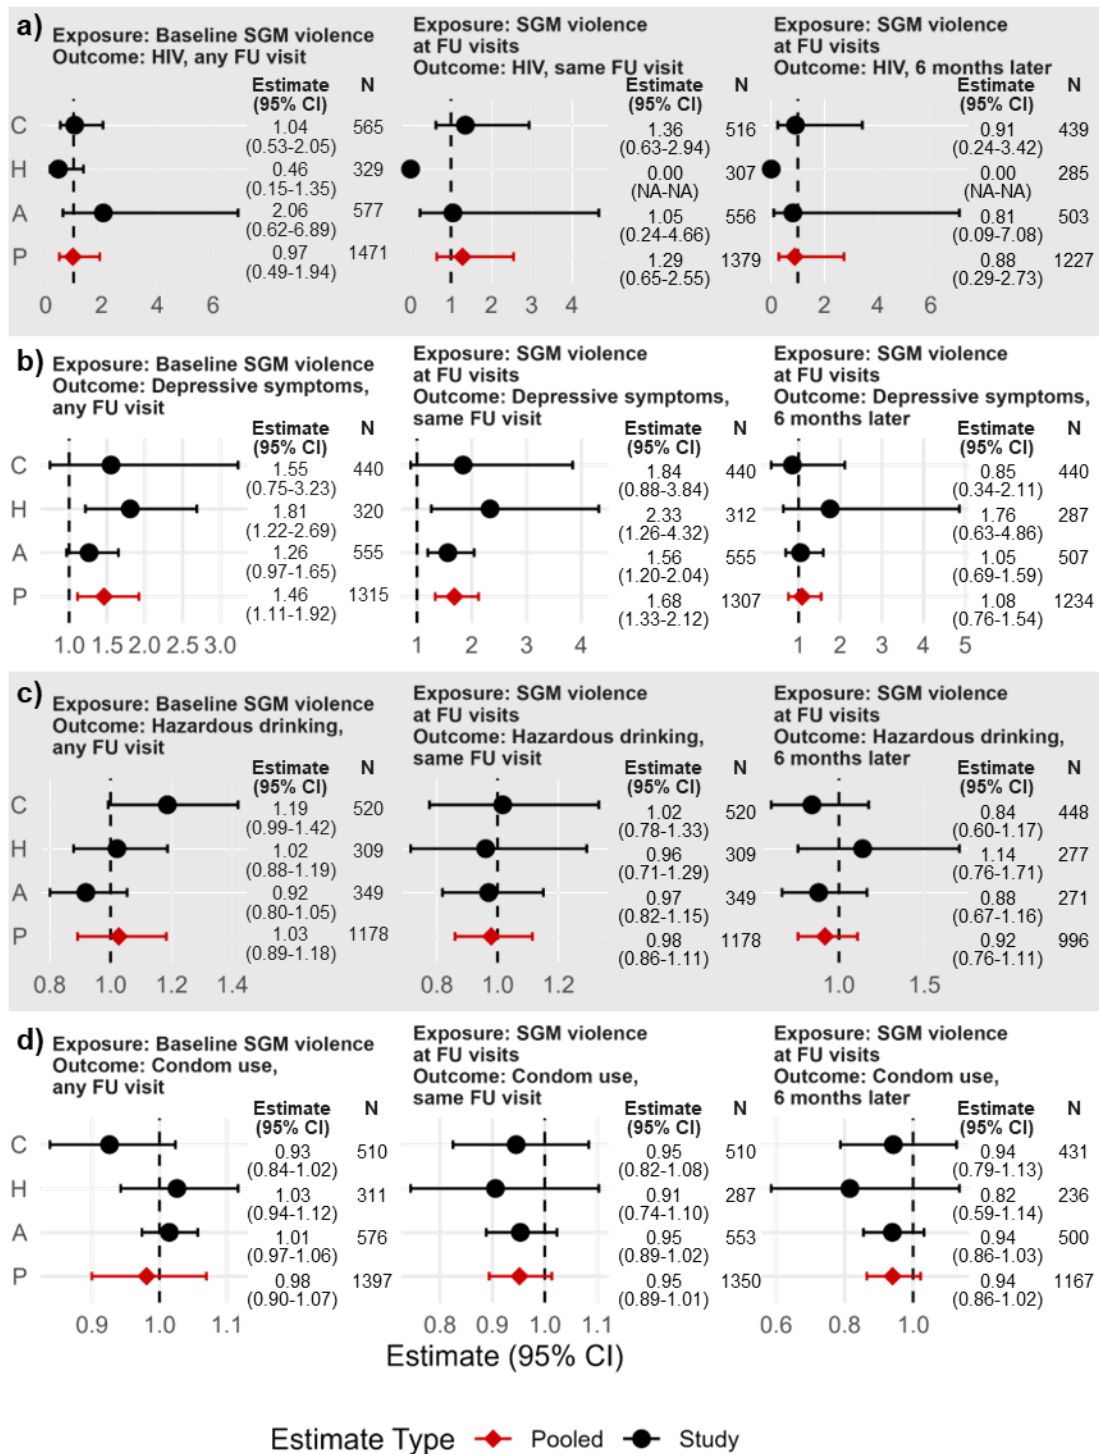 a)
Exposure: Baseline SGM violence
Outcome: HIV, any FU visit
Estimate
(95% CI)
N
C
1.04
(0.53-2.05)
565
H
0.46
(0.15-1.35)
329
A
2.06
(0.62-6.89)
577
P
0.97
(0.49-1.94)
1471
0 2 4 6
Exposure: SGM violence
at FU visits
Outcome: HIV, same FU visit
Estimate
(95% CI)
N
1.36
(0.63-2.94)
516
0.00
(NA-NA)
307
1.05
(0.24-4.66)
556
1.29
(0.65-2.55)
1379
0 1 2 4
Exposure: SGM violence
at FU visits
Outcome: HIV, 6 months later
Estimate
(95% CI)
N
0.91
(0.24-3.42)
439
0.00
(NA-NA)
285
0.81
(0.09-7.08)
503
0.88
(0.29-2.73)
1227
0 2 4 6
b)
Exposure: Baseline SGM violence
Outcome: Depressive symptoms,
any FU visit
Estimate
(95% CI)
N
C
1.55
(0.75-3.23)
440
H
1.81
(1.22-2.69)
320
A
1.26
(0.97-1.65)
555
P
1.46
(1.11-1.92)
1315
1.0 1.5 2.0 2.5 3.0
Exposure: SGM violence
at FU visits
Outcome: Depressive symptoms,
same FU visit
Estimate
(95% CI)
N
1.84
(0.88-3.84)
440
2.33
(1.26-4.32)
312
1.56
(1.20-2.04)
555
1.68
(1.33-2.12)
1307
1 2 4
Exposure: SGM violence
at FU visits
Outcome: Depressive symptoms,
6 months later
Estimate
(95% CI)
N
0.85
(0.34-2.11)
440
1.76
(0.63-4.86)
287
1.05
(0.69-1.59)
507
1.08
(0.76-1.54)
1234
1 2 4 5
c)
Exposure: Baseline SGM violence
Outcome: Hazardous drinking,
any FU visit
Estimate
(95% CI)
N
C
1.19
(0.99-1.42)
520
H
1.02
(0.88-1.19)
309
A
0.92
(0.80-1.05)
349
P
1.03
(0.89-1.18)
1178
0.8 1.0 1.2 1.4
Exposure: SGM violence
at FU visits
Outcome: Hazardous drinking,
same FU visit
Estimate
(95% CI)
N
1.02
(0.78-1.33)
520
0.96
(0.71-1.29)
309
0.97
(0.82-1.15)
349
0.98
(0.86-1.11)
1178
0.8 1.0 1.2
Exposure: SGM violence
at FU visits
Outcome: Hazardous drinking,
6 months later
Estimate
(95% CI)
N
0.84
(0.60-1.17)
448
1.14
(0.76-1.71)
277
0.88
(0.67-1.16)
271
0.92
(0.76-1.11)
996
1.0 1.5
d)
Exposure: Baseline SGM violence
Outcome: Condom use,
any FU visit
Estimate
(95% CI)
N
C
0.93
(0.84-1.02)
510
H
1.03
(0.94-1.12)
311
A
1.01
(0.97-1.06)
576
P
0.98
(0.90-1.07)
1397
0.9 1.0 1.1
Exposure: SGM violence
at FU visits
Outcome: Condom use,
same FU visit
Estimate
(95% CI)
N
0.95
(0.82-1.08)
510
0.91
(0.74-1.10)
287
0.95
(0.89-1.02)
553
0.95
(0.89-1.01)
1350
0.8 0.9 1.0 1.1
Exposure: SGM violence
at FU visits
Outcome: Condom use,
6 months later
Estimate
(95% CI)
N
0.94
(0.79-1.13)
431
0.82
(0.59-1.14)
236
0.94
(0.86-1.03)
500
0.94
(0.86-1.02)
1167
0.6 0.8 1.0
Estimate (95% CI)
Estimate Type Pooled Study